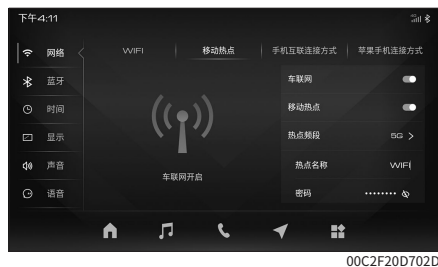 下午4:11
网络
VVIFI
移动热点
手机互联连接方式
苹果手机连接方式
蓝牙
车联网
时间
移动热点
显示
热点频段 5G
声音
车联网开启
热点名称 VVIFI
语音
密码 ••••••••
00C2F20D702D